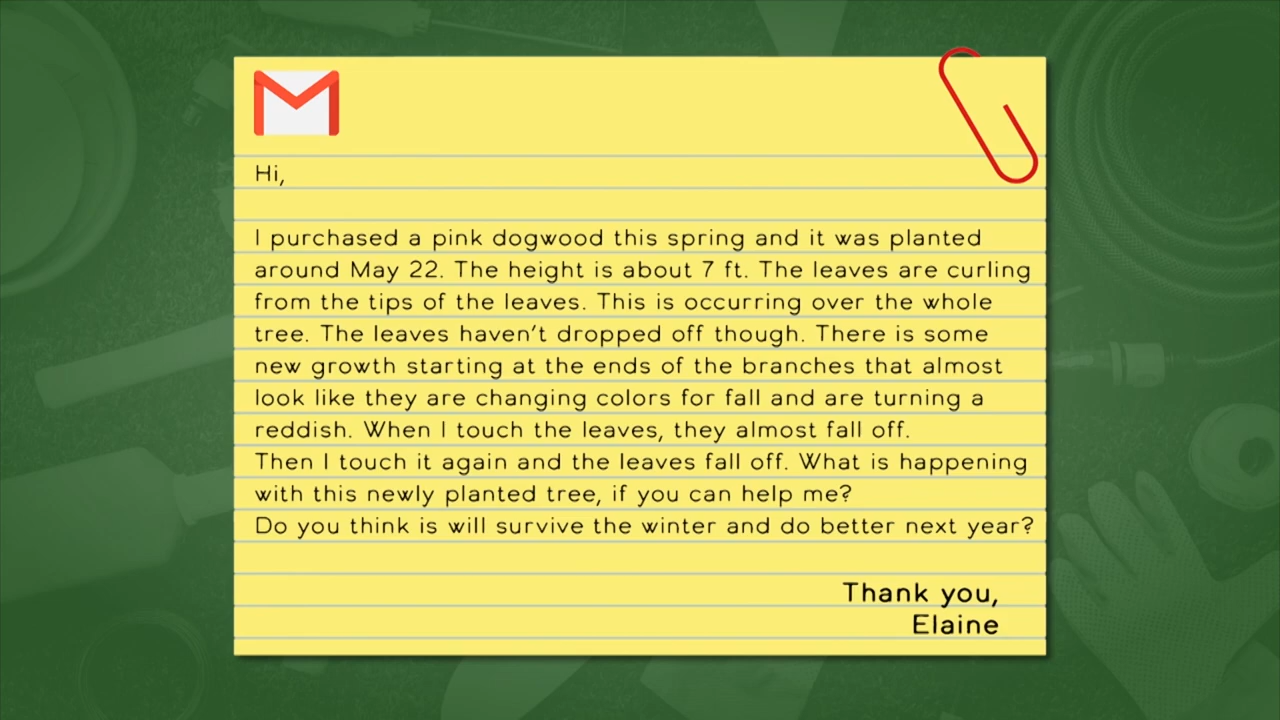 Hi,
I purchased a pink dogwood this spring and it was planted
around May 22. The height is about 7 ft. The leaves are curling
from the tips of the leaves. This is occurring over the whole
tree. The leaves haven't dropped off though. There is some
new growth starting at the ends of the branches that almost
look like they are changing colors for fall and are turning a
reddish. When I touch the leaves, they almost fall off.
Then I touch it again and the leaves fall off. What is happening
with this newly planted tree, if you can help me?
Do you think is will survive the winter and do better next year?
Thank you,
Elaine